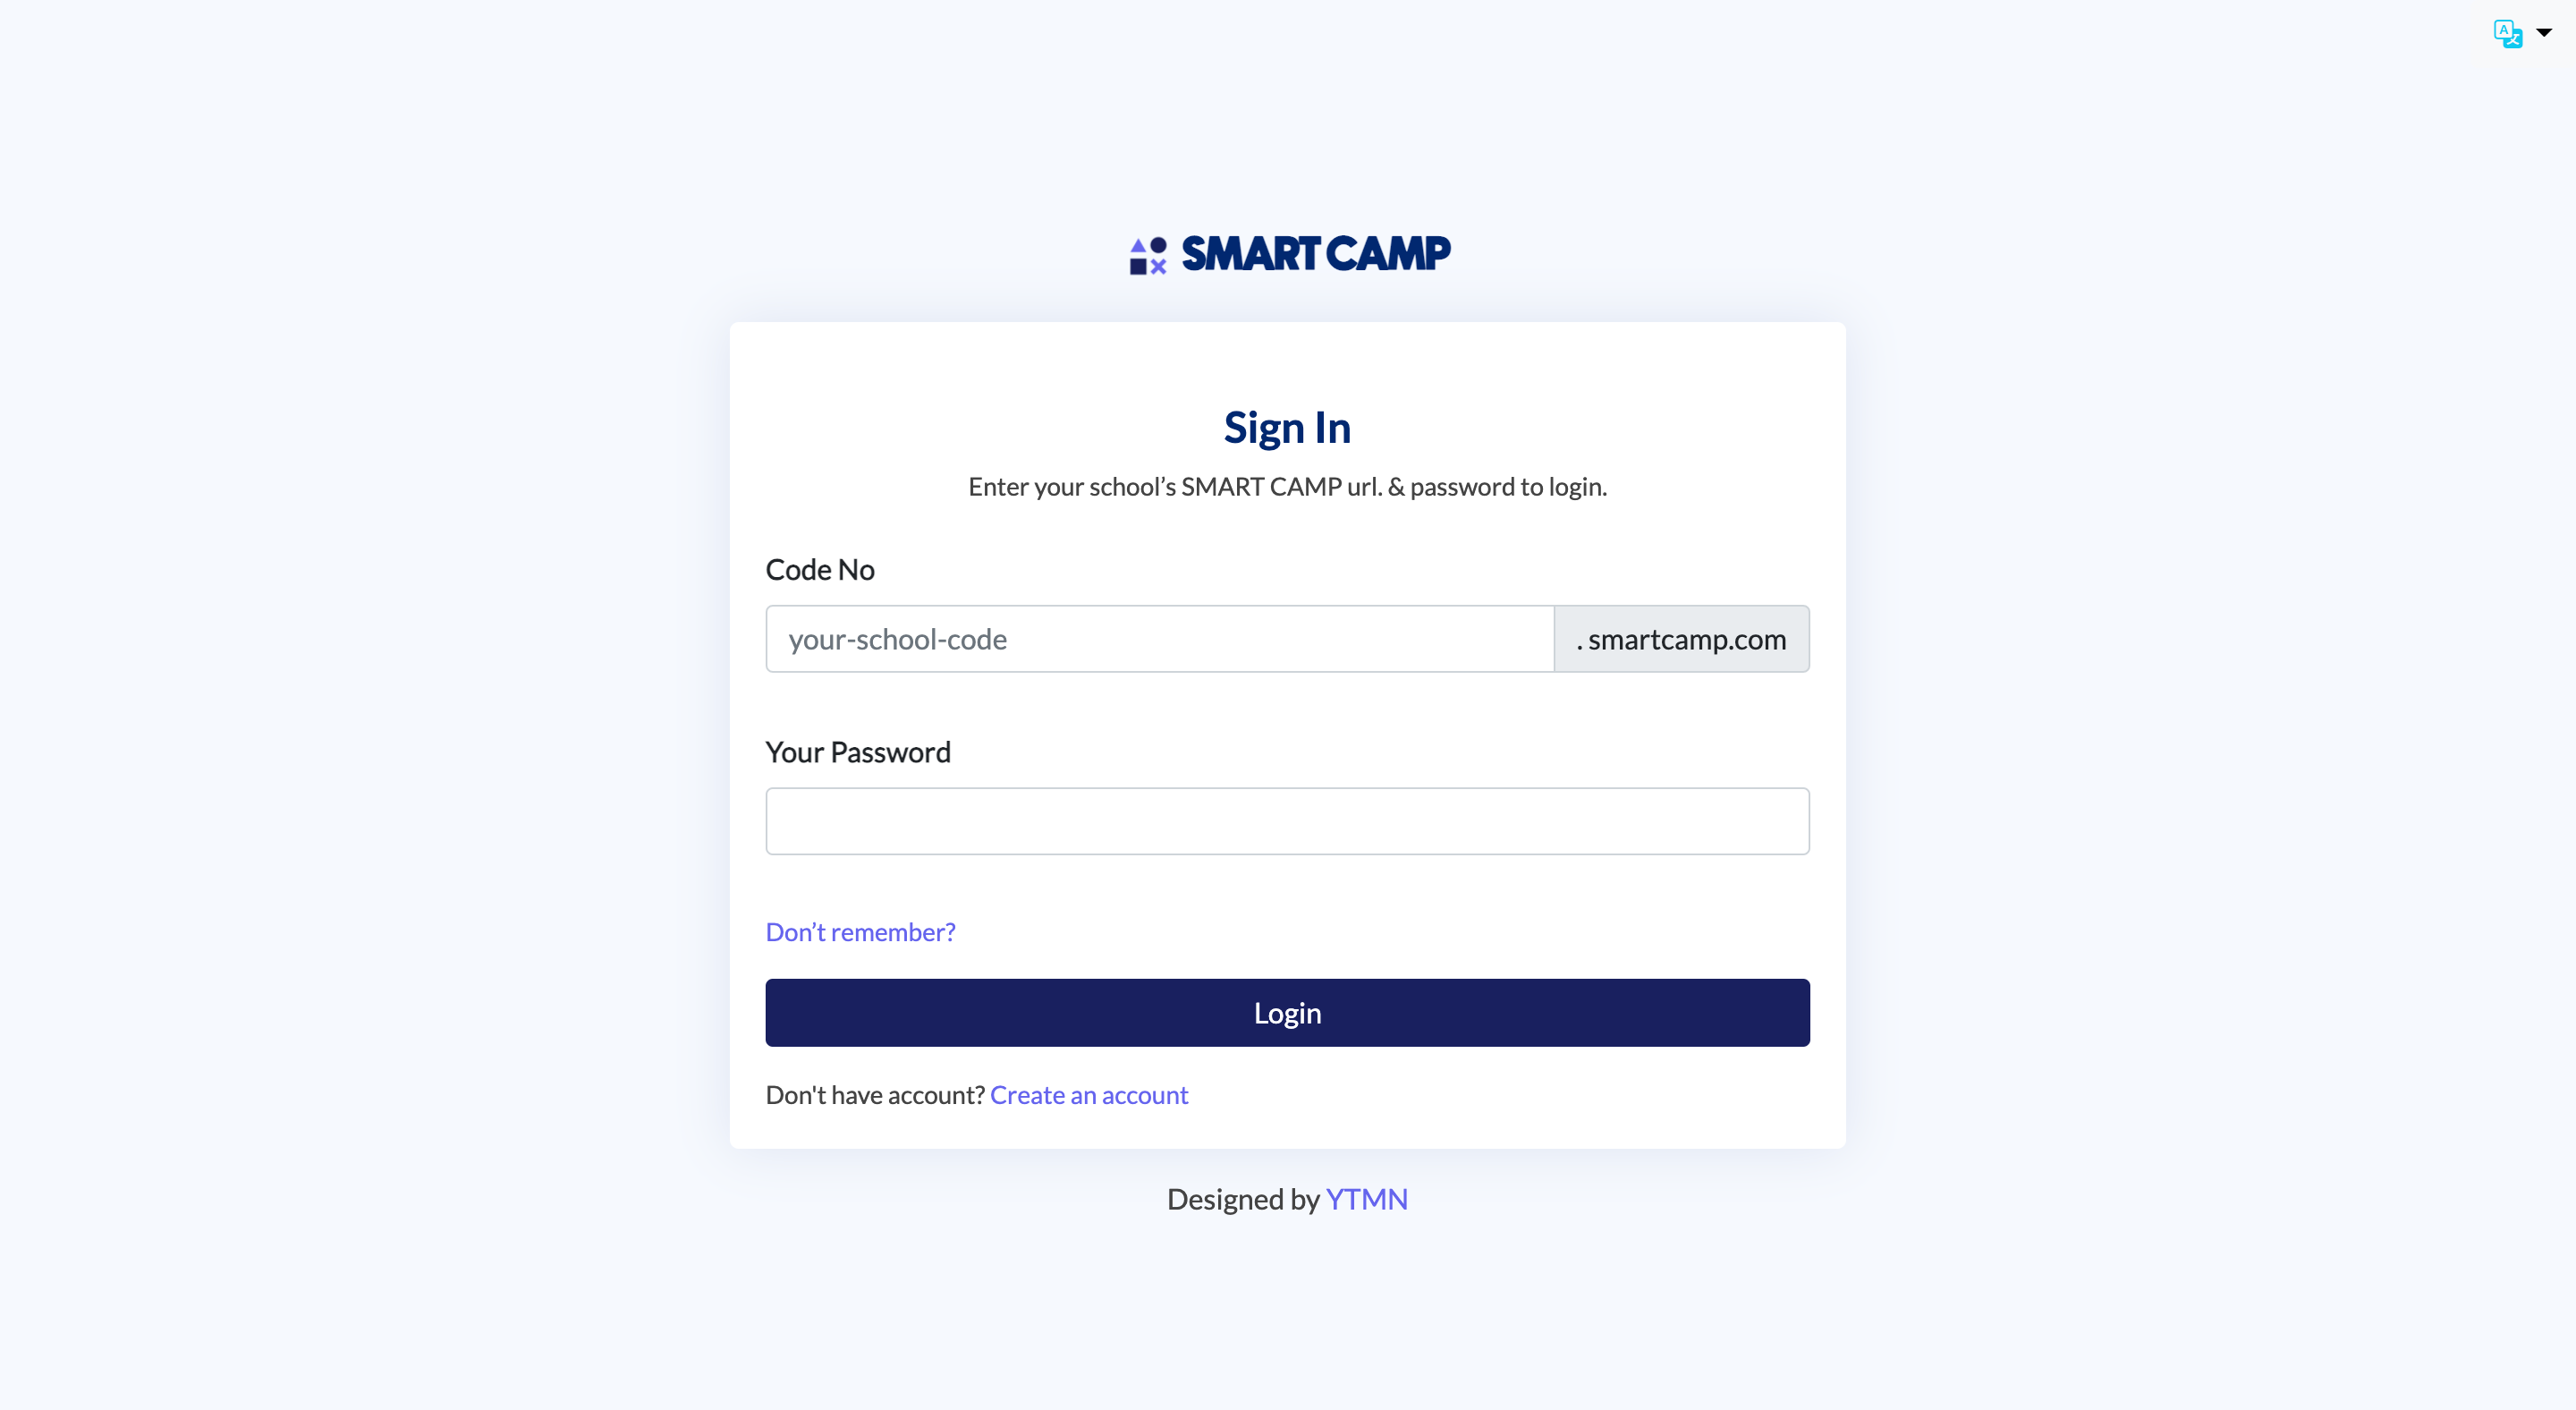 A
SMART CAMP
Sign In
Enter your school’s SMART CAMP url. & password to login.
Code No
your-school-code . smartcamp.com
Your Password
Don’t remember?
Login
Don't have account? Create an account
Designed by YTMN